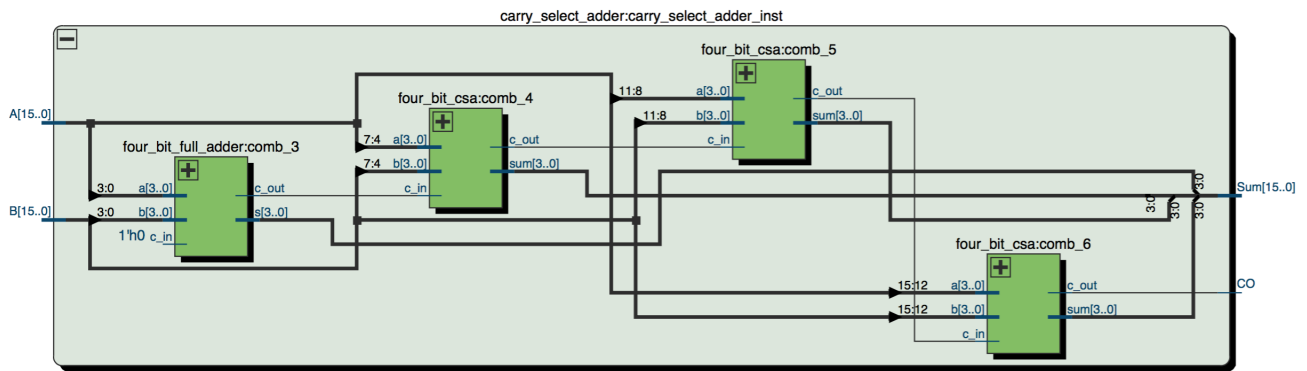 carry_select_adder:carry_select_adder_inst
four_bit_csa:comb_5
11:8
a[3..0]
c_out
11:8
b[3..0]
sum[3..0]
c_in
four_bit_csa:comb_4
7:4
a[3..0]
c_out
7:4
b[3..0]
sum[3..0]
c_in
A[15..0]
four_bit_full_adder:comb_3
3:0
a[3..0]
c_out
B[15..0]
3:0
b[3..0]
s[3..0]
1'h0
c_in
3:0
3:0
3:0
3:0
Sum[15..0]
four_bit_csa:comb_6
15:12
a[3..0]
c_out
CO
15:12
b[3..0]
sum[3..0]
c_in